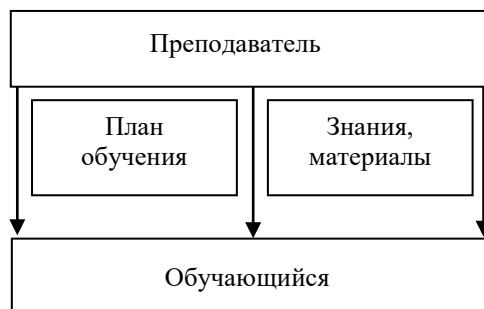 Преподаватель
План
обучения
Знания,
материалы
Обучающийся